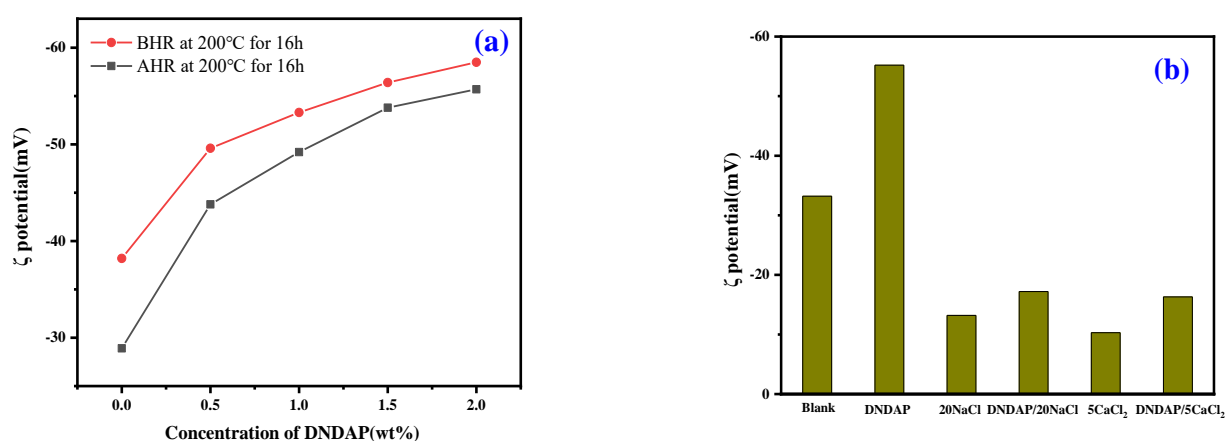 (a)
BHR at 200℃ for 16h
AHR at 200℃ for 16h
-60
-50
-40
-30
ζ potential(mV)
0.0 0.5 1.0 1.5 2.0
Concentration of DNDAP(wt%)
(b)
-60
-40
-20
0
ζ potential(mV)
Blank DNDAP 20NaCl DNDAP/20NaCl 5CaCl₂ DNDAP/5CaCl₂